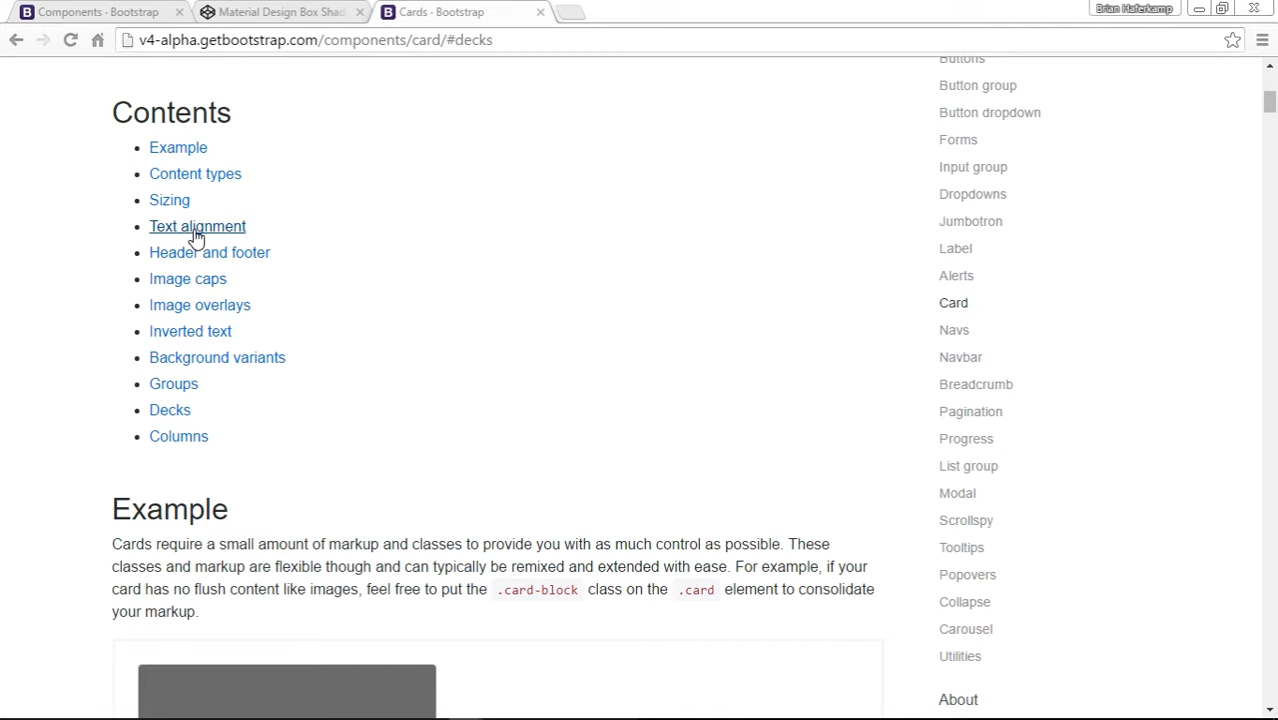 Components · Bootstrap
Material Design Box Shad
Cards · Bootstrap
Brian Haferkamp
v4-alpha.getbootstrap.com/components/card/#decks
Contents
Example
Content types
Sizing
Text alignment
Header and footer
Image caps
Image overlays
Inverted text
Background variants
Groups
Decks
Columns
Example
Cards require a small amount of markup and classes to provide you with as much control as possible. These
classes and markup are flexible though and can typically be remixed and extended with ease. For example, if your
card has no flush content like images, feel free to put the .card-block class on the .card element to consolidate
your markup.
Buttons
Button group
Button dropdown
Forms
Input group
Dropdowns
Jumbotron
Label
Alerts
Card
Navs
Navbar
Breadcrumb
Pagination
Progress
List group
Modal
Scrollspy
Tooltips
Popovers
Collapse
Carousel
Utilities
About